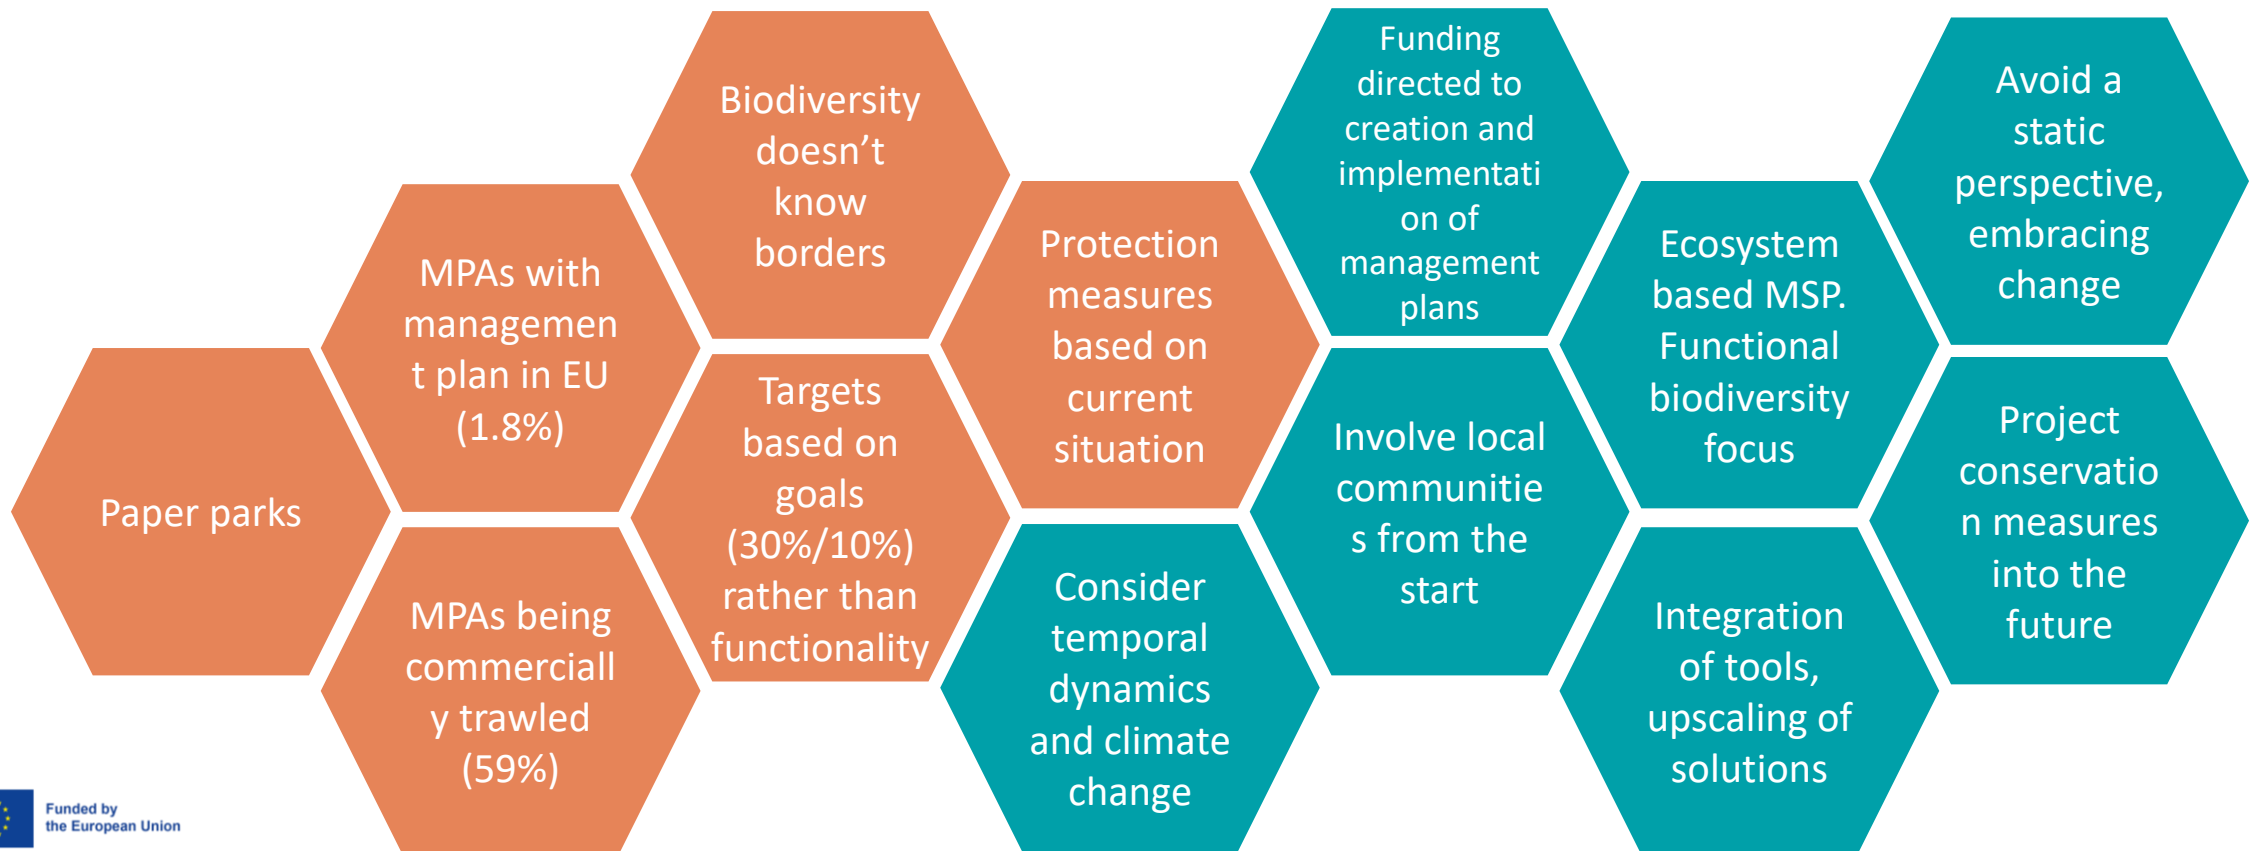 Paper parks
MPAs with
managemen
t plan in EU
(1.8%)
MPAs being
commerciall
y trawled
(59%)
Biodiversity
doesn’t
know
borders
Targets
based on
goals
(30%/10%)
rather than
functionality
Protection
measures
based on
current
situation
Consider
temporal
dynamics
and climate
change
Funding
directed to
creation and
implementati
on of
management
plans
Involve local
communitie
s from the
start
Ecosystem
based MSP.
Functional
biodiversity
focus
Integration
of tools,
upscaling of
solutions
Avoid a
static
perspective,
embracing
change
Project
conservatio
n measures
into the
future
Funded by
the European Union